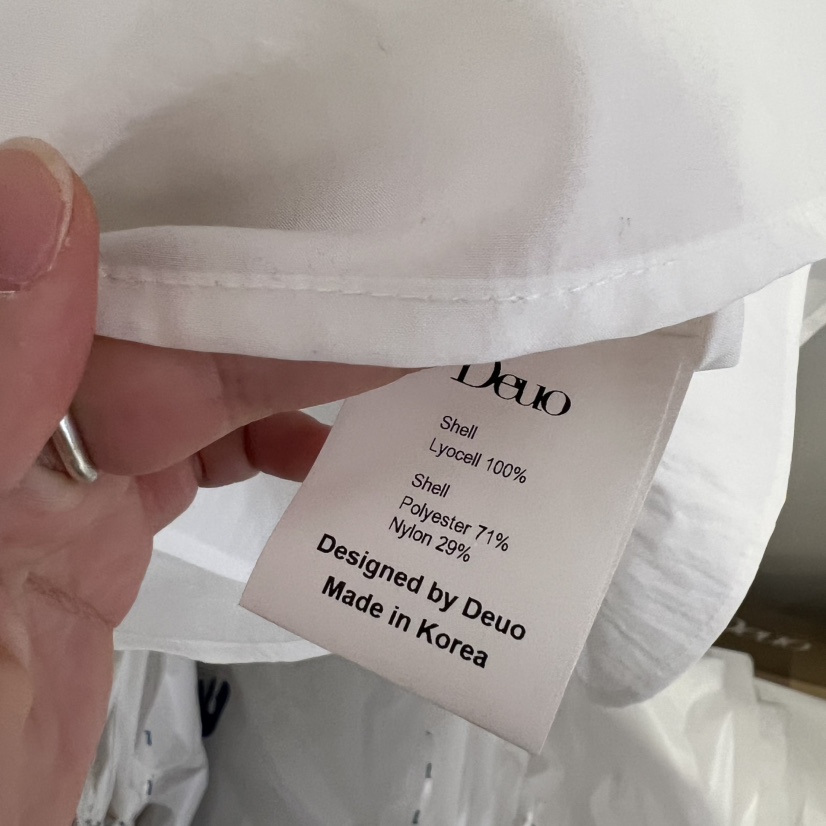 Deuo
Shell
Lyocell 100%
Shell
Polyester 71%
Nylon 29%
Designed by Deuo
Made in Korea